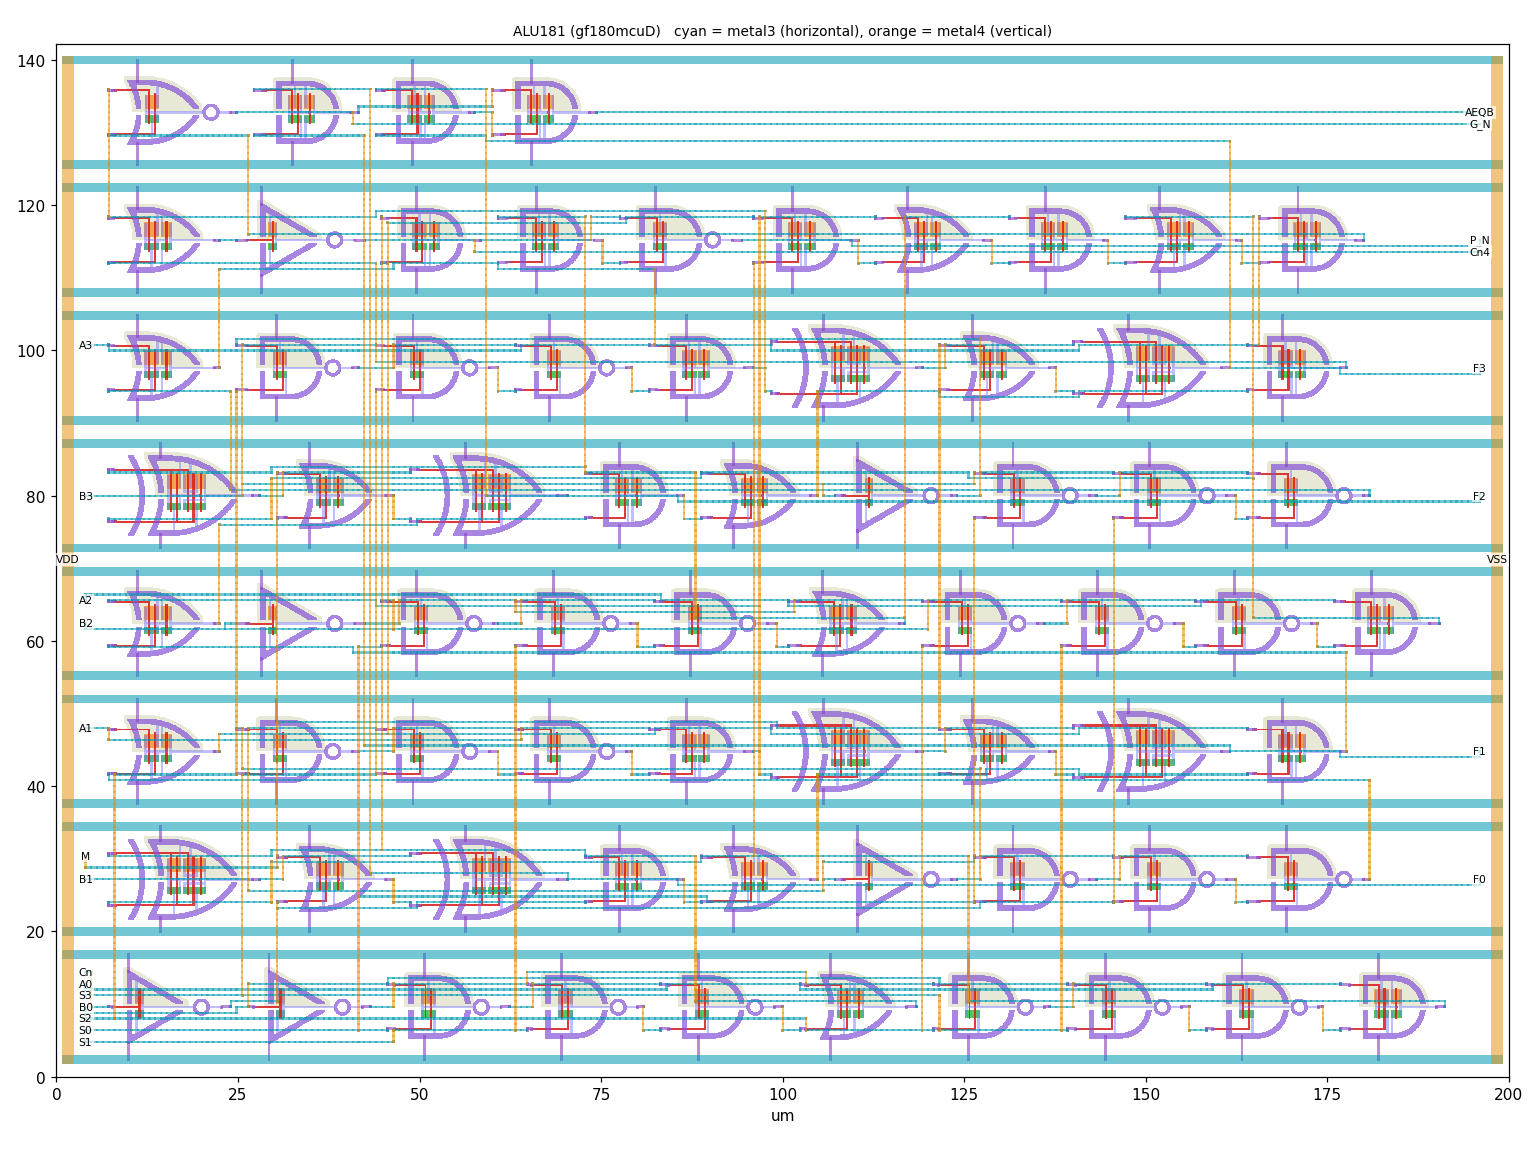 ALU181 (gf180mcuD)   cyan = metal3 (horizontal), orange = metal4 (vertical)
140
AEQB
G_N
120
P_N
Cn4
A3
100
F3
80
B3
F2
VDD
VSS
A2
60
B2
A1
F1
40
M
B1
F0
20
Cn
A0
S3
B0
S2
S0
S1
0
0 25 50 75 100 125 150 175 200
um